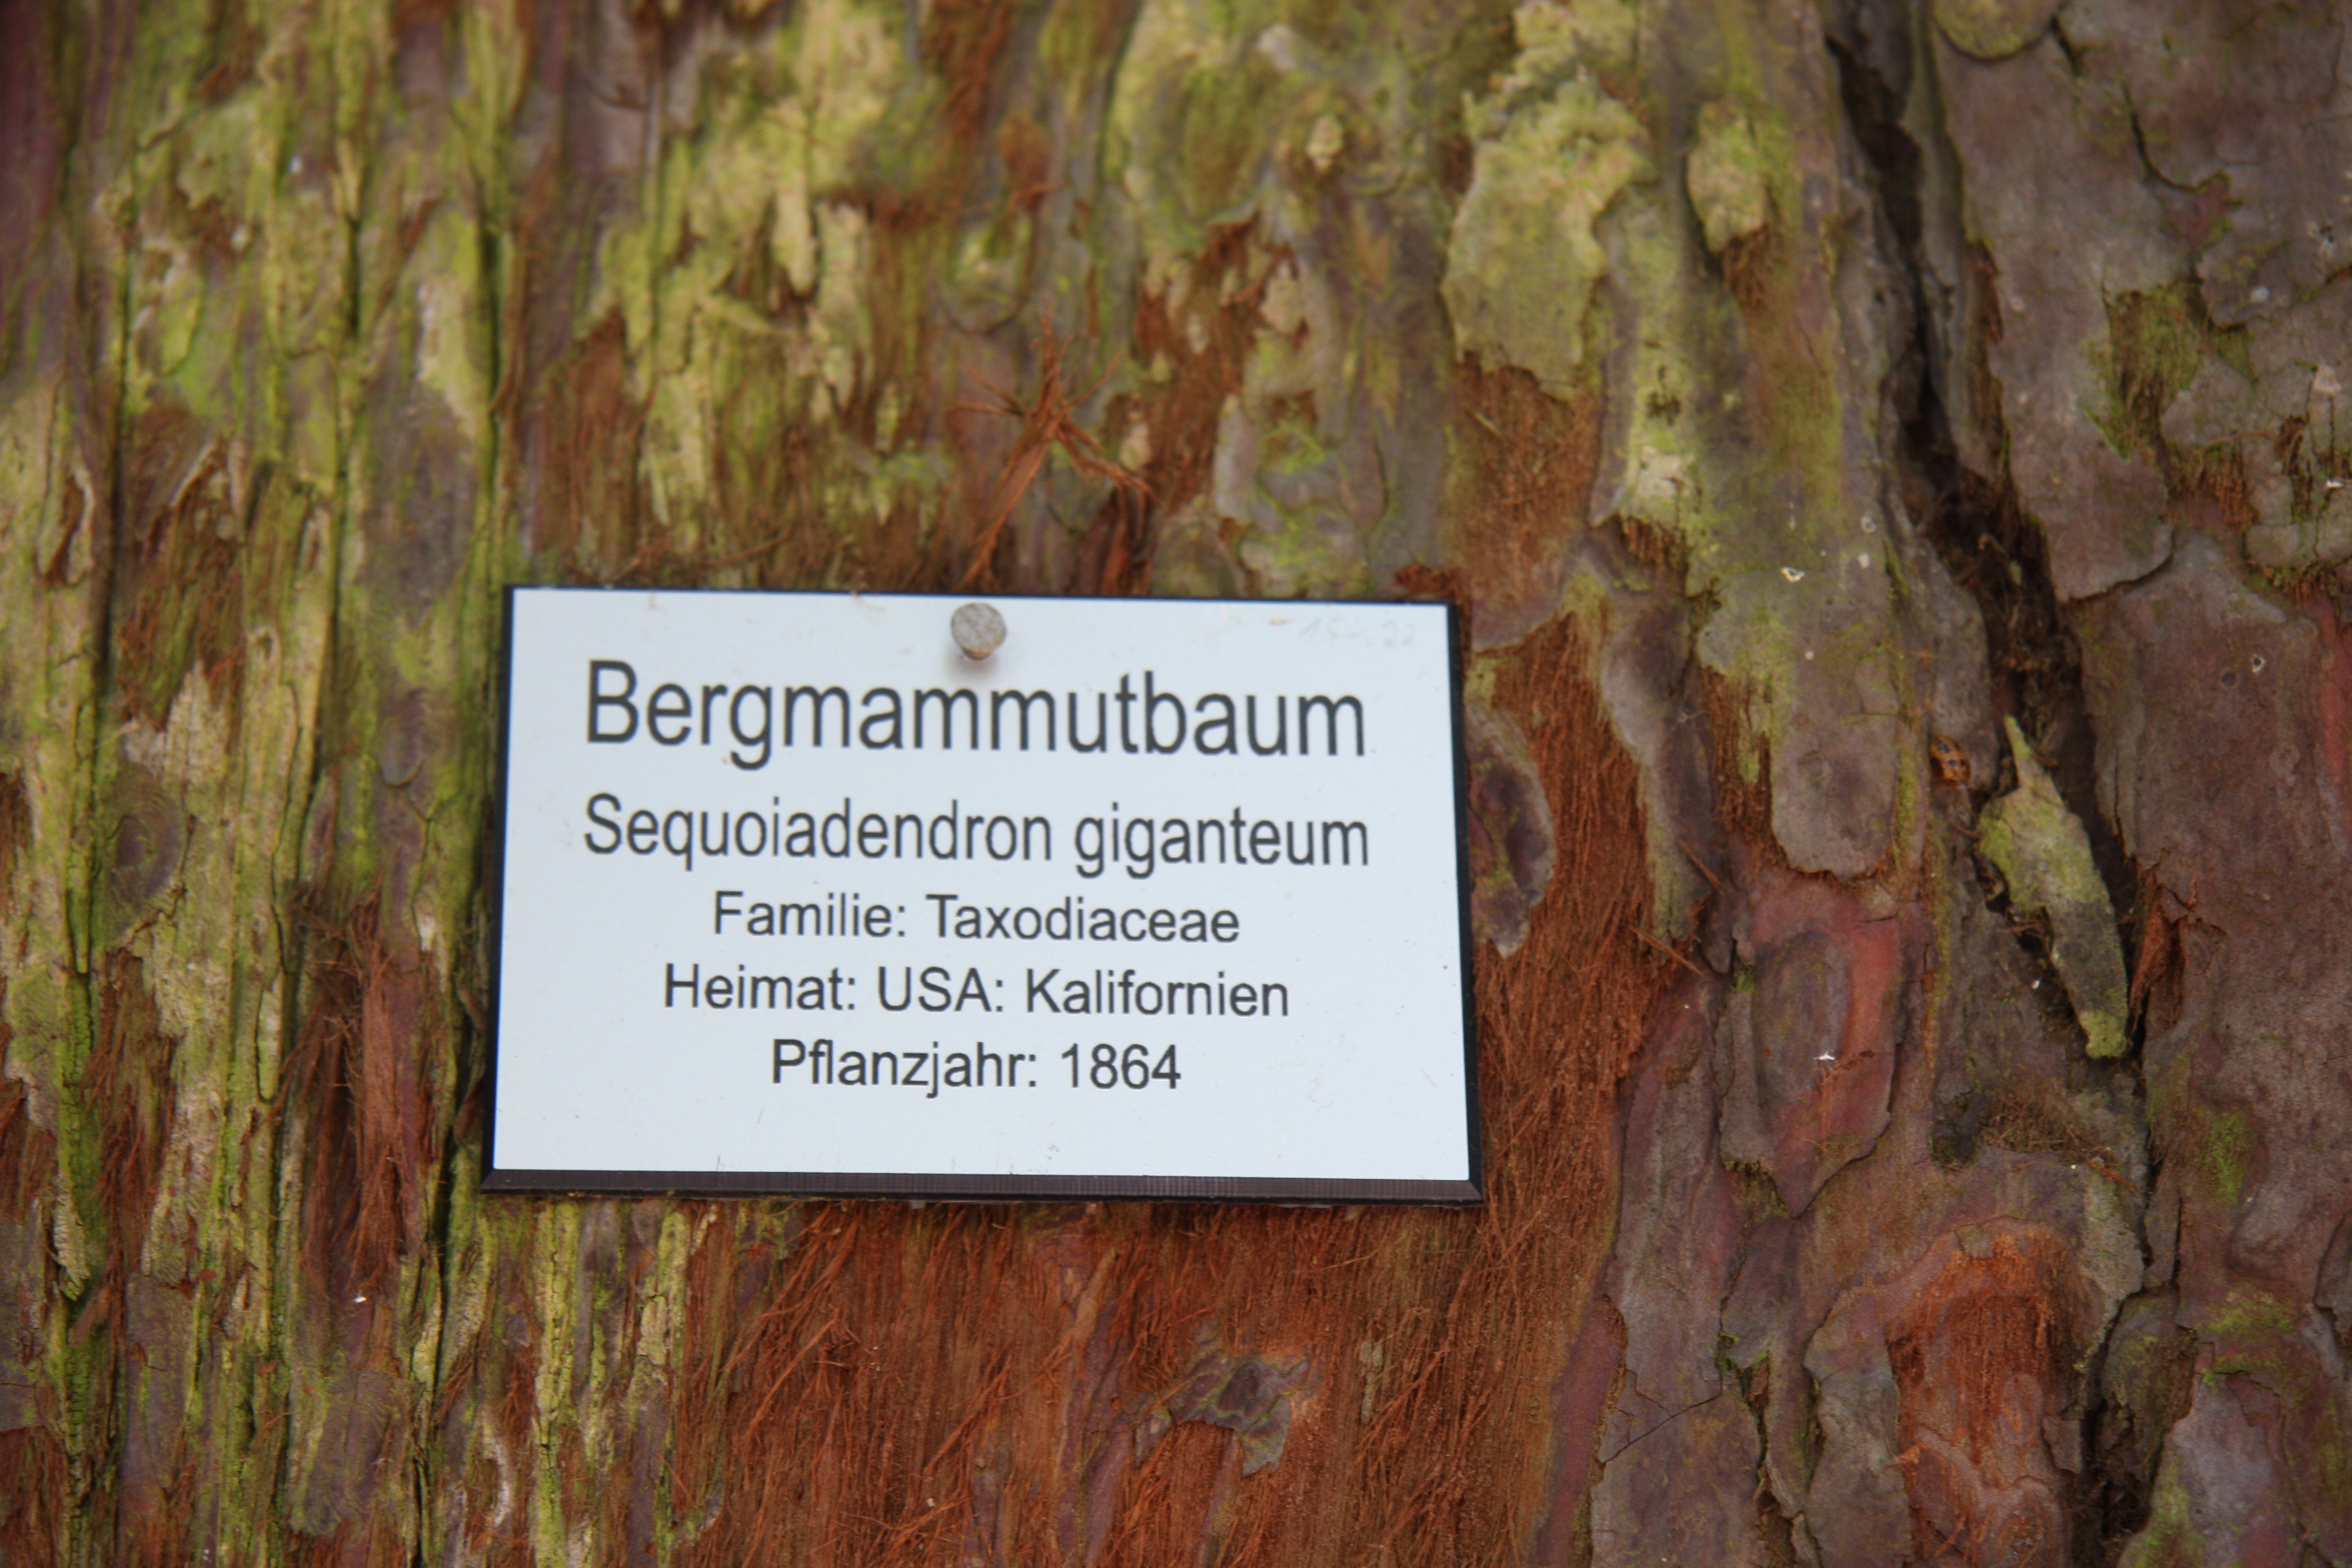 Bergmammutbaum
Sequoiadendron giganteum
Familie: Taxodiaceae
Heimat: USA: Kalifornien
Pflanzjahr: 1864